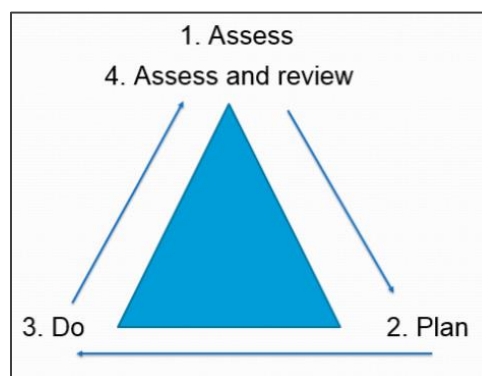 1. Assess
4. Assess and review
3. Do
2. Plan